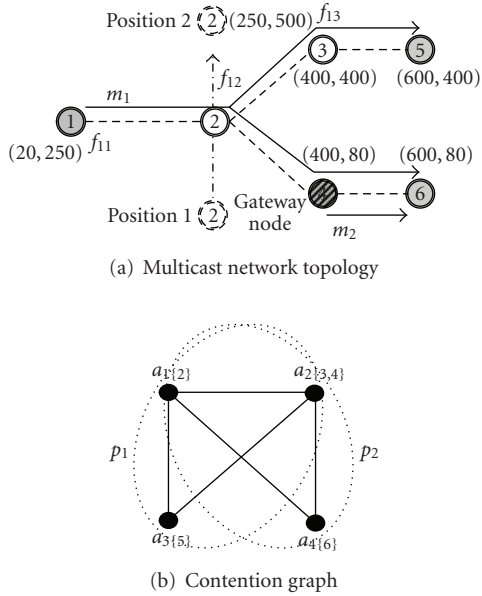 Position 2 2 (250, 500) f13
3 5
f12
(400, 400) (600, 400)
m1
1 2
(20, 250) f11
(400, 80) (600, 80)
Position 1 2 Gateway node 6
m2
(a) Multicast network topology
a1{2} a2{3,4}
p1 p2
a3{5} a4{6}
(b) Contention graph